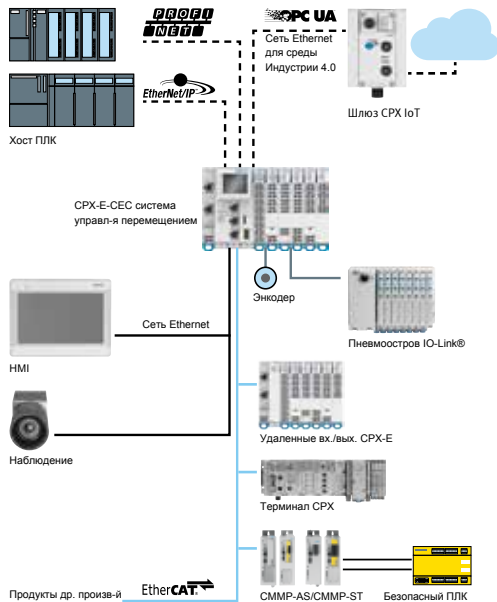 PROFI
NET
OPC UA
Сеть Ethernet
для среды
Индустрии 4.0
EtherNet/IP
Хост ПЛК
Шлюз CPX IoT
CPX-E-CEC система
управл-я перемещением
Энкодер
Пневмоостров IO-Link®
Сеть Ethernet
HMI
Наблюдение
Удаленные вх./вых. CPX-E
Терминал CPX
Продукты др. произв-й
EtherCAT
CMMP-AS/CMMP-ST
Безопасный ПЛК